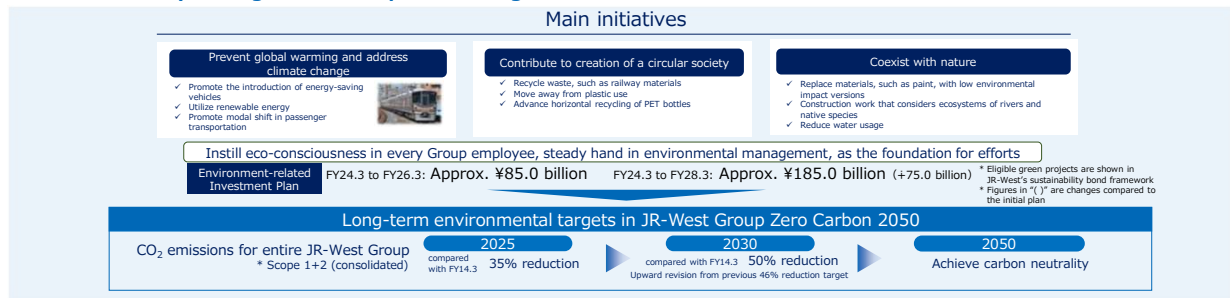 Main initiatives
Prevent global warming and address
climate change
✓ Promote the introduction of energy-saving
vehicles
✓ Utilize renewable energy
✓ Promote modal shift in passenger
transportation
Contribute to creation of a circular society
✓ Recycle waste, such as railway materials
✓ Move away from plastic use
✓ Advance horizontal recycling of PET bottles
Coexist with nature
✓ Replace materials, such as paint, with low environmental
impact versions
✓ Construction work that considers ecosystems of rivers and
native species
✓ Reduce water usage
Instill eco-consciousness in every Group employee, steady hand in environmental management, as the foundation for efforts
Environment-related
Investment Plan
FY24.3 to FY26.3: Approx. ¥85.0 billion
FY24.3 to FY28.3: Approx. ¥185.0 billion (+75.0 billion)
* Eligible green projects are shown in
JR-West's sustainability bond framework
* Figures in "( )" are changes compared to
the initial plan
Long-term environmental targets in JR-West Group Zero Carbon 2050
CO₂ emissions for entire JR-West Group
* Scope 1+2 (consolidated)
2025
compared
with FY14.3
35% reduction
2030
compared with FY14.3 50% reduction
Upward revision from previous 46% reduction target
2050
Achieve carbon neutrality